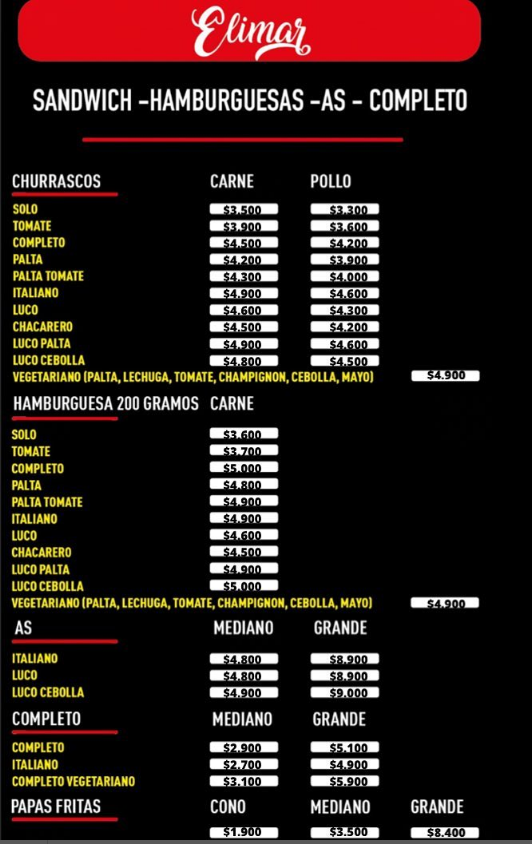 Elimar
SANDWICH -HAMBURGUESAS -AS - COMPLETO
CHURRASCOS CARNE POLLO
SOLO $3.500 $3.300
TOMATE $3.900 $3.600
COMPLETO $4.500 $4.200
PALTA $4.200 $3.900
PALTA TOMATE $4.300 $4.000
ITALIANO $4.900 $4.600
LUCO $4.600 $4.300
CHACARERO $4.500 $4.200
LUCO PALTA $4.900 $4.600
LUCO CEBOLLA $4.800 $4.500
VEGETARIANO (PALTA, LECHUGA, TOMATE, CHAMPIGNON, CEBOLLA, MAYO) $4.900
HAMBURGUESA 200 GRAMOS CARNE
SOLO $3.600
TOMATE $3.700
COMPLETO $5.000
PALTA $4.800
PALTA TOMATE $4.900
ITALIANO $4.900
LUCO $4.600
CHACARERO $4.500
LUCO PALTA $4.900
LUCO CEBOLLA $5.000
VEGETARIANO (PALTA, LECHUGA, TOMATE, CHAMPIGNON, CEBOLLA, MAYO) $4.900
AS MEDIANO GRANDE
ITALIANO $4.800 $8.900
LUCO $4.800 $8.900
LUCO CEBOLLA $4.900 $9.000
COMPLETO MEDIANO GRANDE
COMPLETO $2.900 $5.100
ITALIANO $2.700 $4.900
COMPLETO VEGETARIANO $3.100 $5.900
PAPAS FRITAS CONO MEDIANO GRANDE
$1.900 $3.500 $8.400